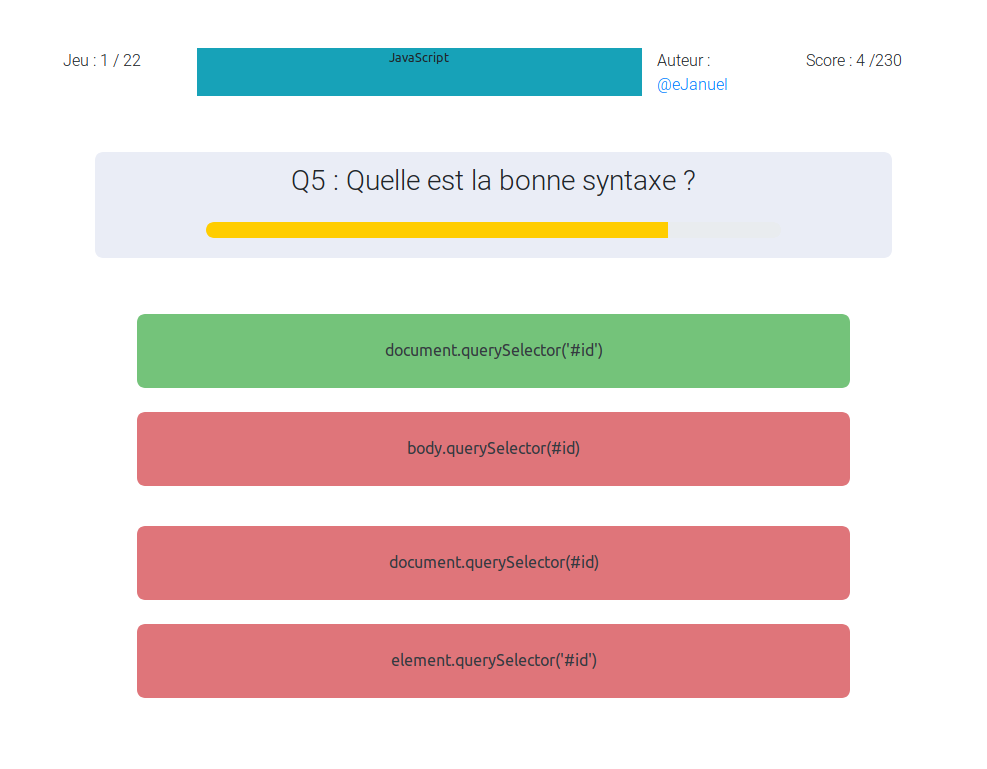 Jeu : 1 / 22
JavaScript
Auteur :
@eJanuel
Score : 4 /230
Q5 : Quelle est la bonne syntaxe ?
document.querySelector('#id')
body.querySelector(#id)
document.querySelector(#id)
element.querySelector('#id')